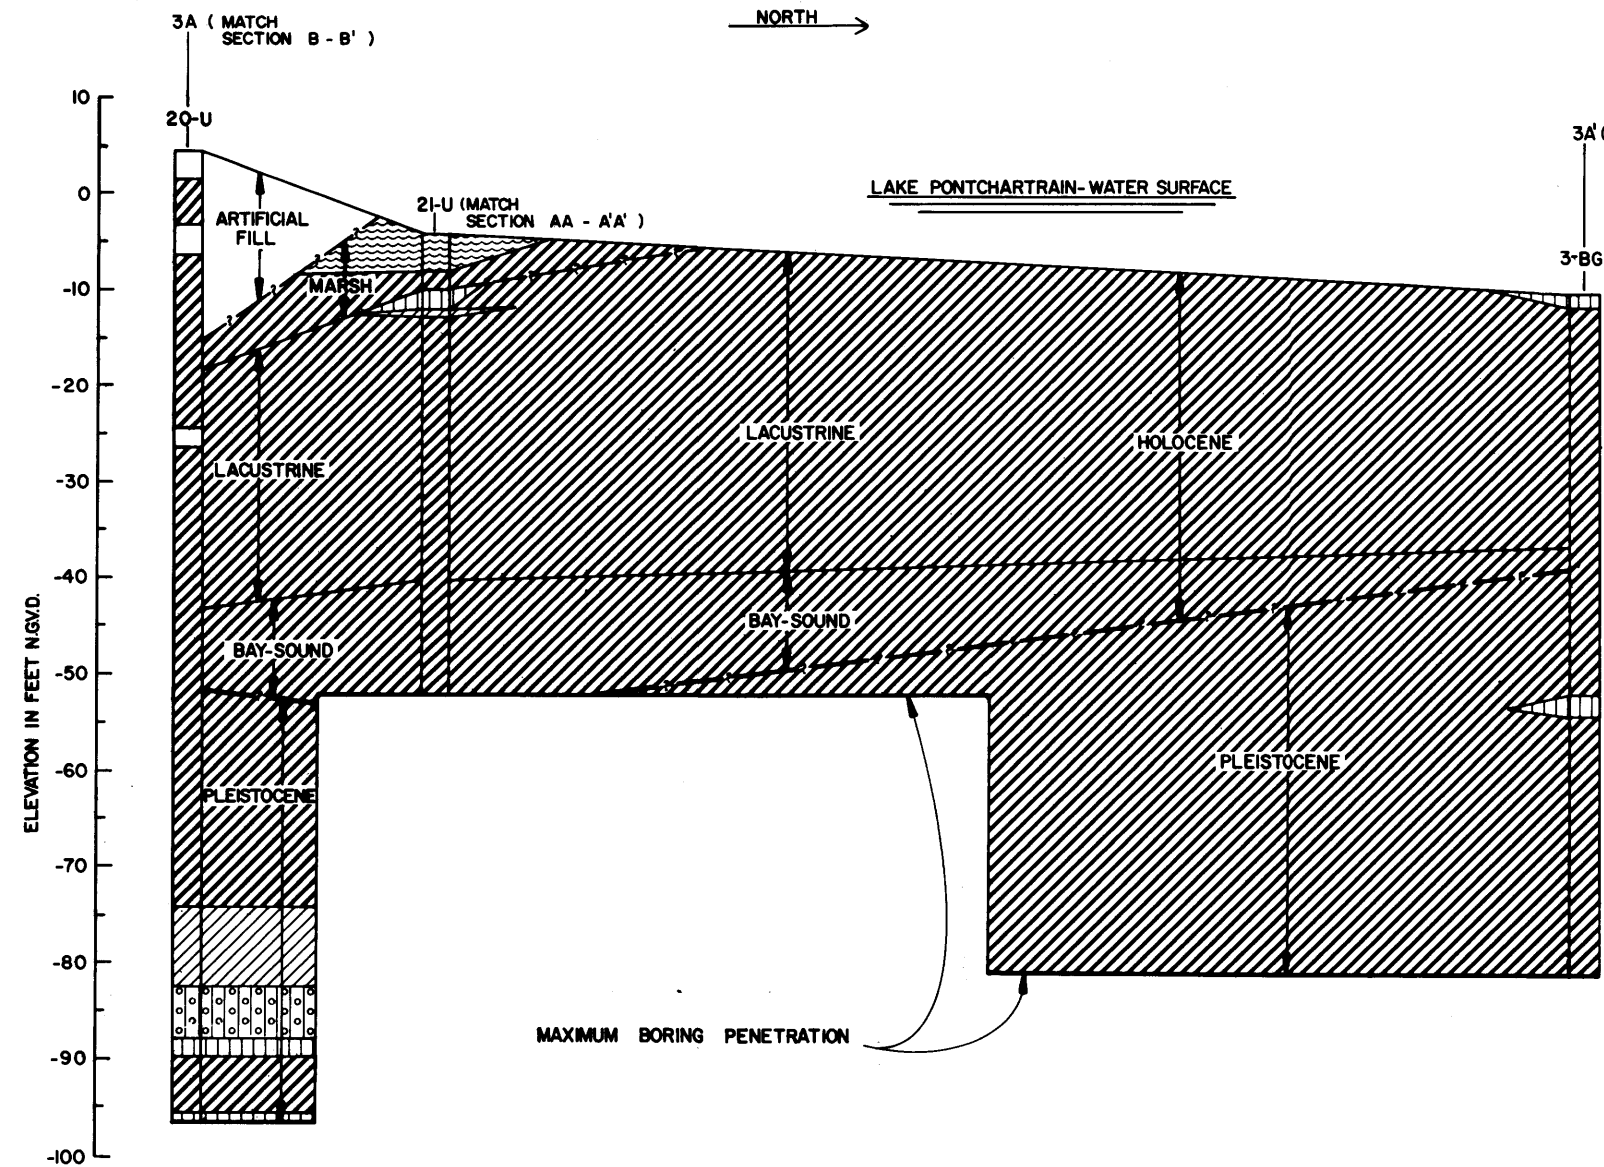 3A ( MATCH
SECTION B - B' )
NORTH
20-U
3A' (
21-U (MATCH
SECTION AA - A'A' )
LAKE PONTCHARTRAIN-WATER SURFACE
3-BG
ARTIFICIAL
FILL
MARSH
LACUSTRINE
LACUSTRINE
HOLOCENE
BAY-SOUND
BAY-SOUND
PLEISTOCENE
PLEISTOCENE
MAXIMUM BORING PENETRATION
ELEVATION IN FEET N.G.V.D.
10
0
-10
-20
-30
-40
-50
-60
-70
-80
-90
-100